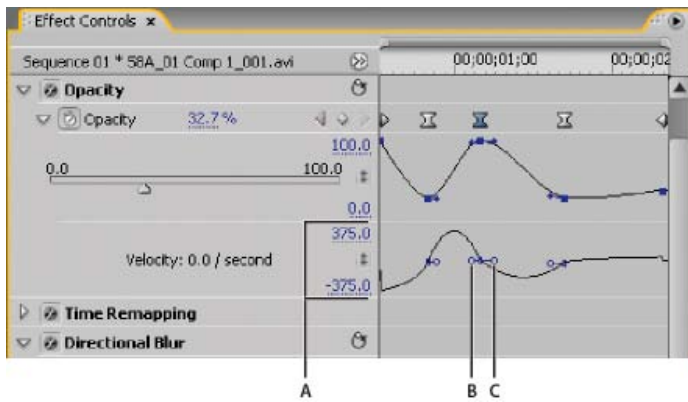 Effect Controls x
Sequence 01 * 58A_01 Comp 1_001.avi
00;00;01;00
00;00;02
Opacity
Opacity 32.7%
100.0
0.0
100.0
0.0
375.0
Velocity: 0.0 / second
-375.0
Time Remapping
Directional Blur
A
B
C